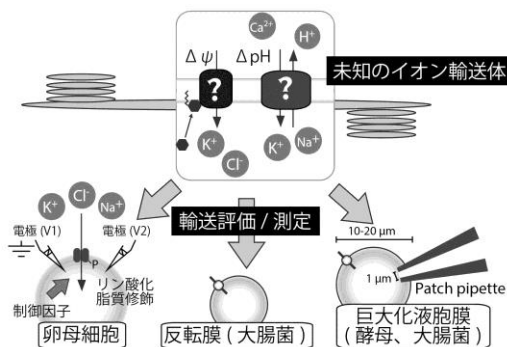 Ca²⁺
H⁺
Δψ
ΔpH
未知のイオン輸送体
?
?
K⁺
Cl⁻
K⁺
Na⁺
K⁺
Cl⁻
Na⁺
輸送評価 / 測定
10-20 μm
電極 (V1)
電極 (V2)
P
1 μm
Patch pipette
制御因子
リン酸化
脂質修飾
卵母細胞
反転膜 ( 大腸菌 )
巨大化液胞膜
( 酵母、大腸菌 )